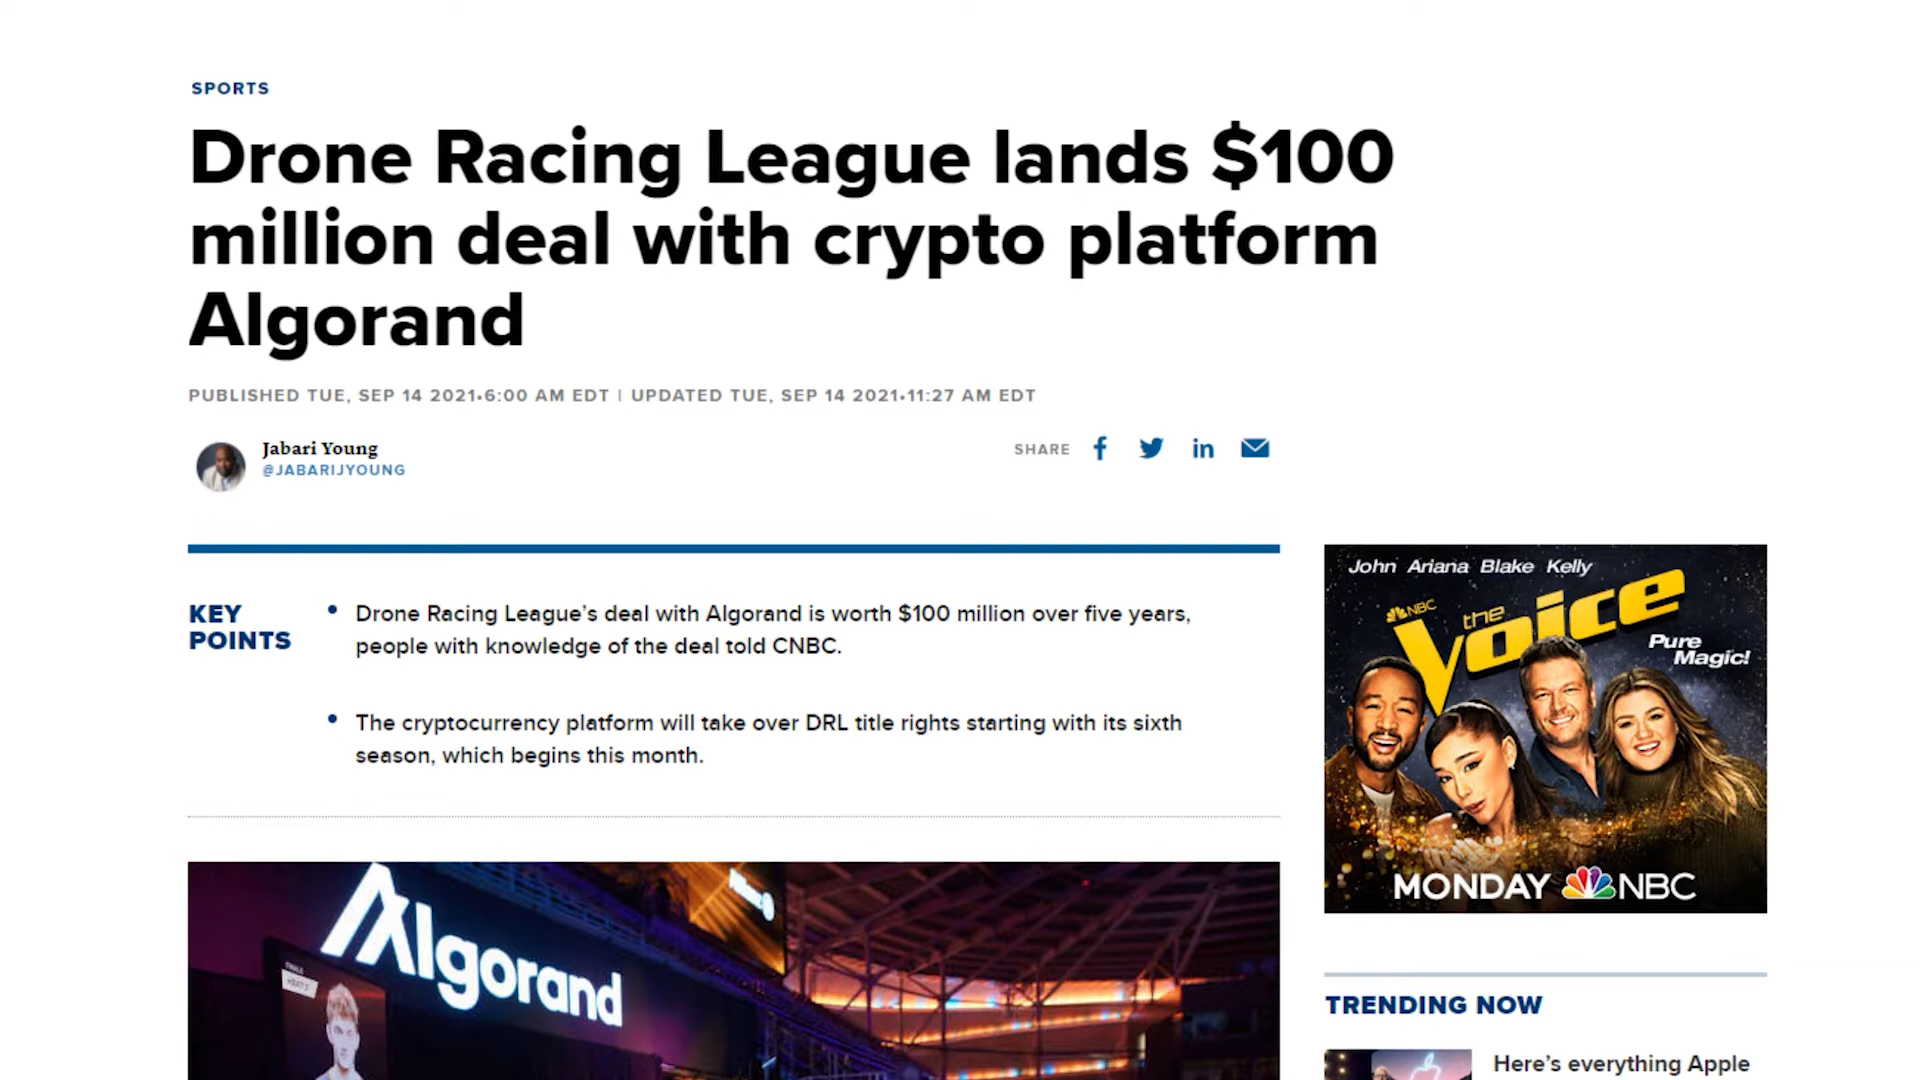 SPORTS
Drone Racing League lands $100
million deal with crypto platform
Algorand
PUBLISHED TUE, SEP 14 2021•6:00 AM EDT | UPDATED TUE, SEP 14 2021•11:27 AM EDT
Jabari Young
@JABARIJYOUNG
SHARE
KEY
POINTS
• Drone Racing League's deal with Algorand is worth $100 million over five years,
people with knowledge of the deal told CNBC.
• The cryptocurrency platform will take over DRL title rights starting with its sixth
season, which begins this month.
Algorand
John Ariana Blake Kelly
NBC
the
Voice
Pure
Magic!
MONDAY NBC
TRENDING NOW
Here's everything Apple